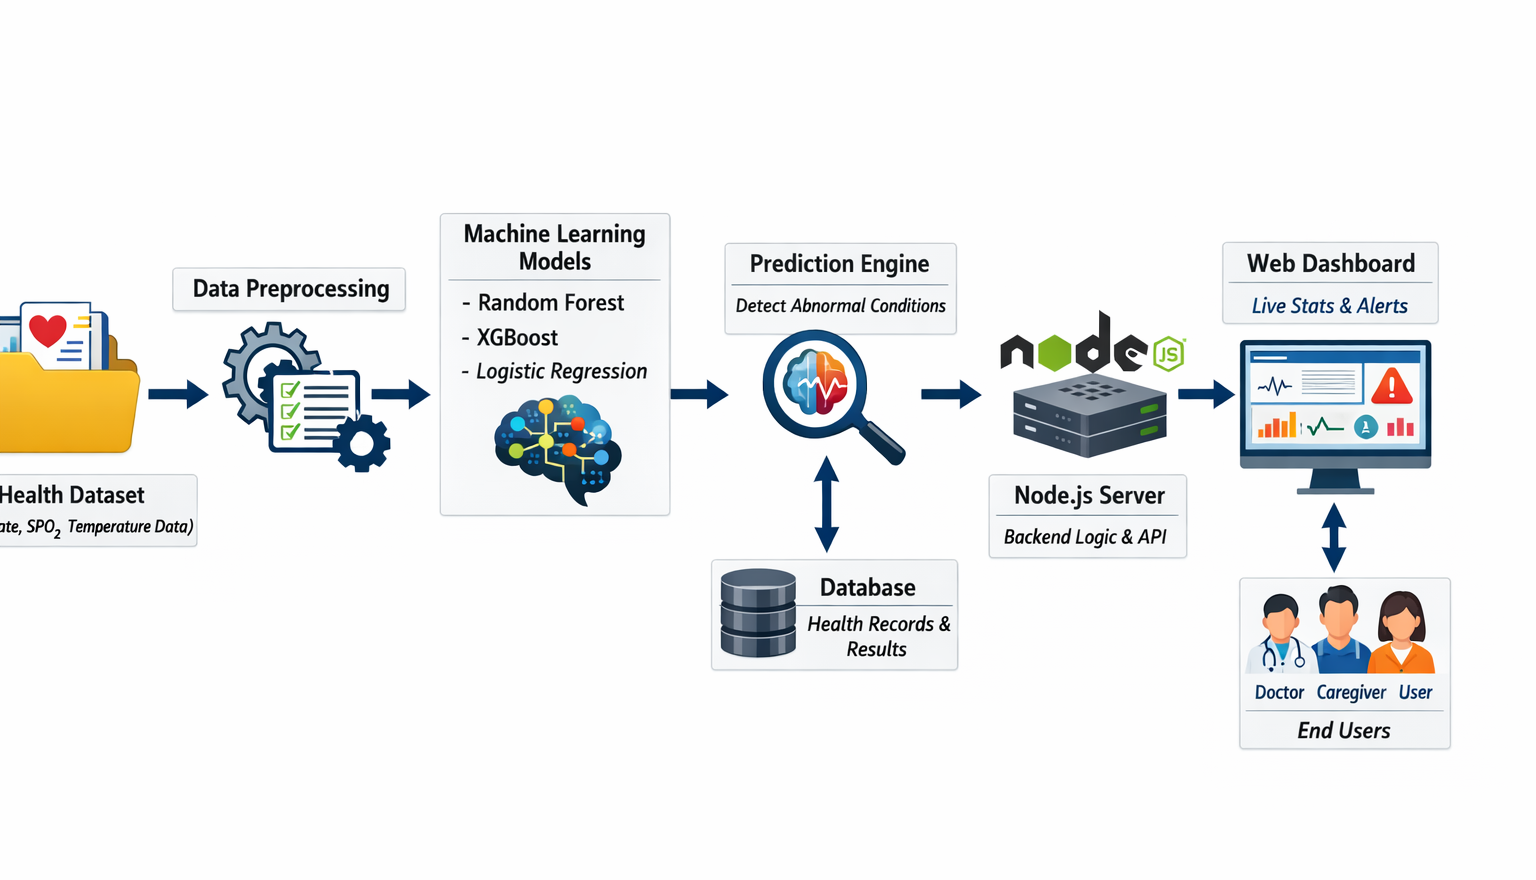 Health Dataset
ate, SPO2 Temperature Data)
Data Preprocessing
Machine Learning
Models
- Random Forest
- XGBoost
- Logistic Regression
Prediction Engine
Detect Abnormal Conditions
Database
Health Records &
Results
node
JS
Node.js Server
Backend Logic & API
Web Dashboard
Live Stats & Alerts
Doctor Caregiver User
End Users